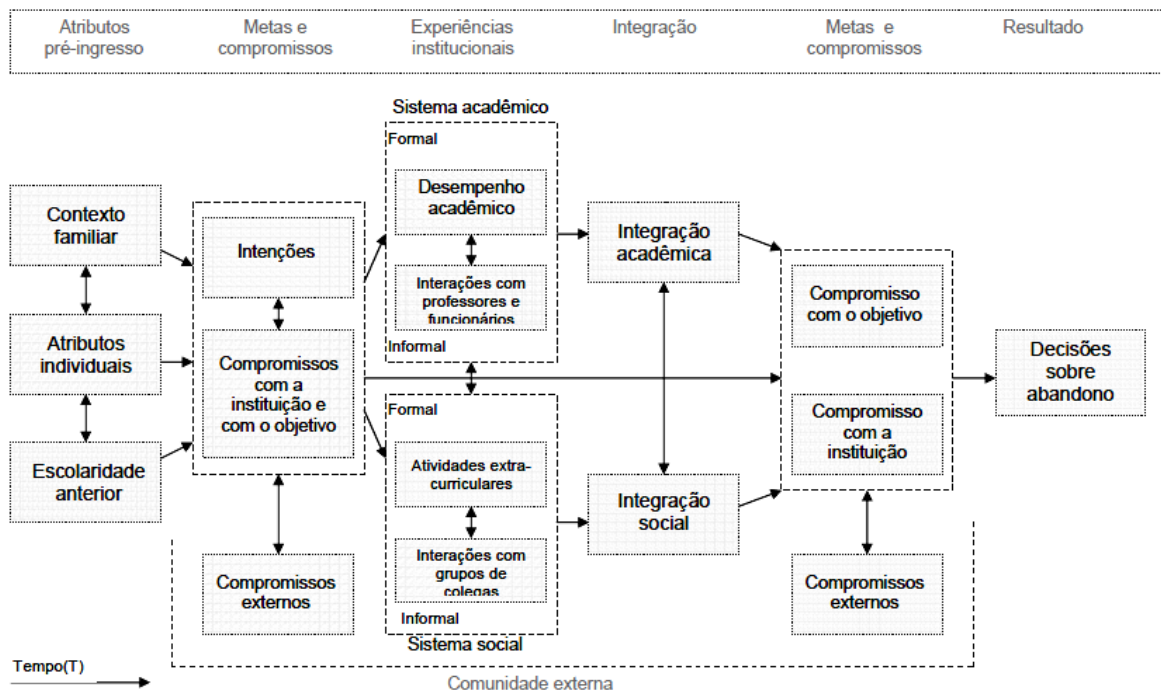 Atributos
pré-ingresso
Metas e
compromissos
Experiências
institucionais
Integração
Metas e
compromissos
Resultado
Sistema acadêmico
Formal
Desempenho
acadêmico
Interações com
professores e
funcionários
Informal
Contexto
familiar
Atributos
individuais
Escolaridade
anterior
Intenções
Compromissos
com a
instituição e
com o objetivo
Compromissos
externos
Formal
Atividades extra-
curriculares
Interações com
grupos de
colegas
Informal
Sistema social
Integração
acadêmica
Integração
social
Compromisso
com o objetivo
Compromisso
com a
instituição
Compromissos
externos
Decisões
sobre
abandono
Tempo(T)
Comunidade externa